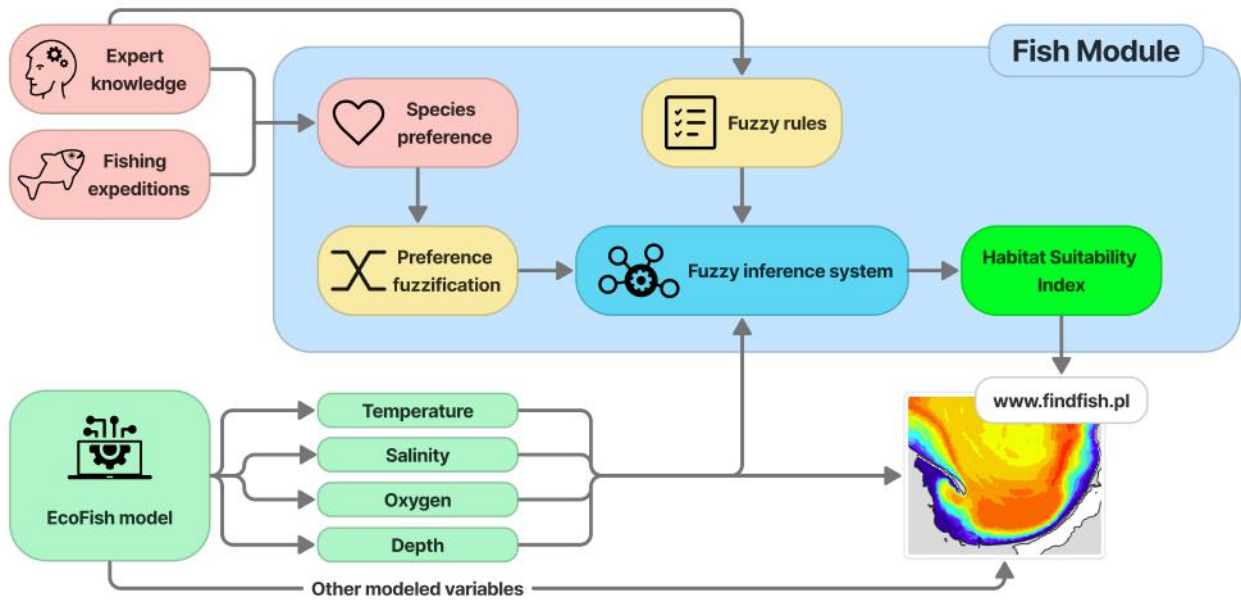 Fish Module
Expert
knowledge
Species
preference
Fuzzy rules
Fishing
expeditions
Preference
fuzzification
Fuzzy inference system
Habitat Suitability
Index
www.findfish.pl
EcoFish model
Temperature
Salinity
Oxygen
Depth
Other modeled variables